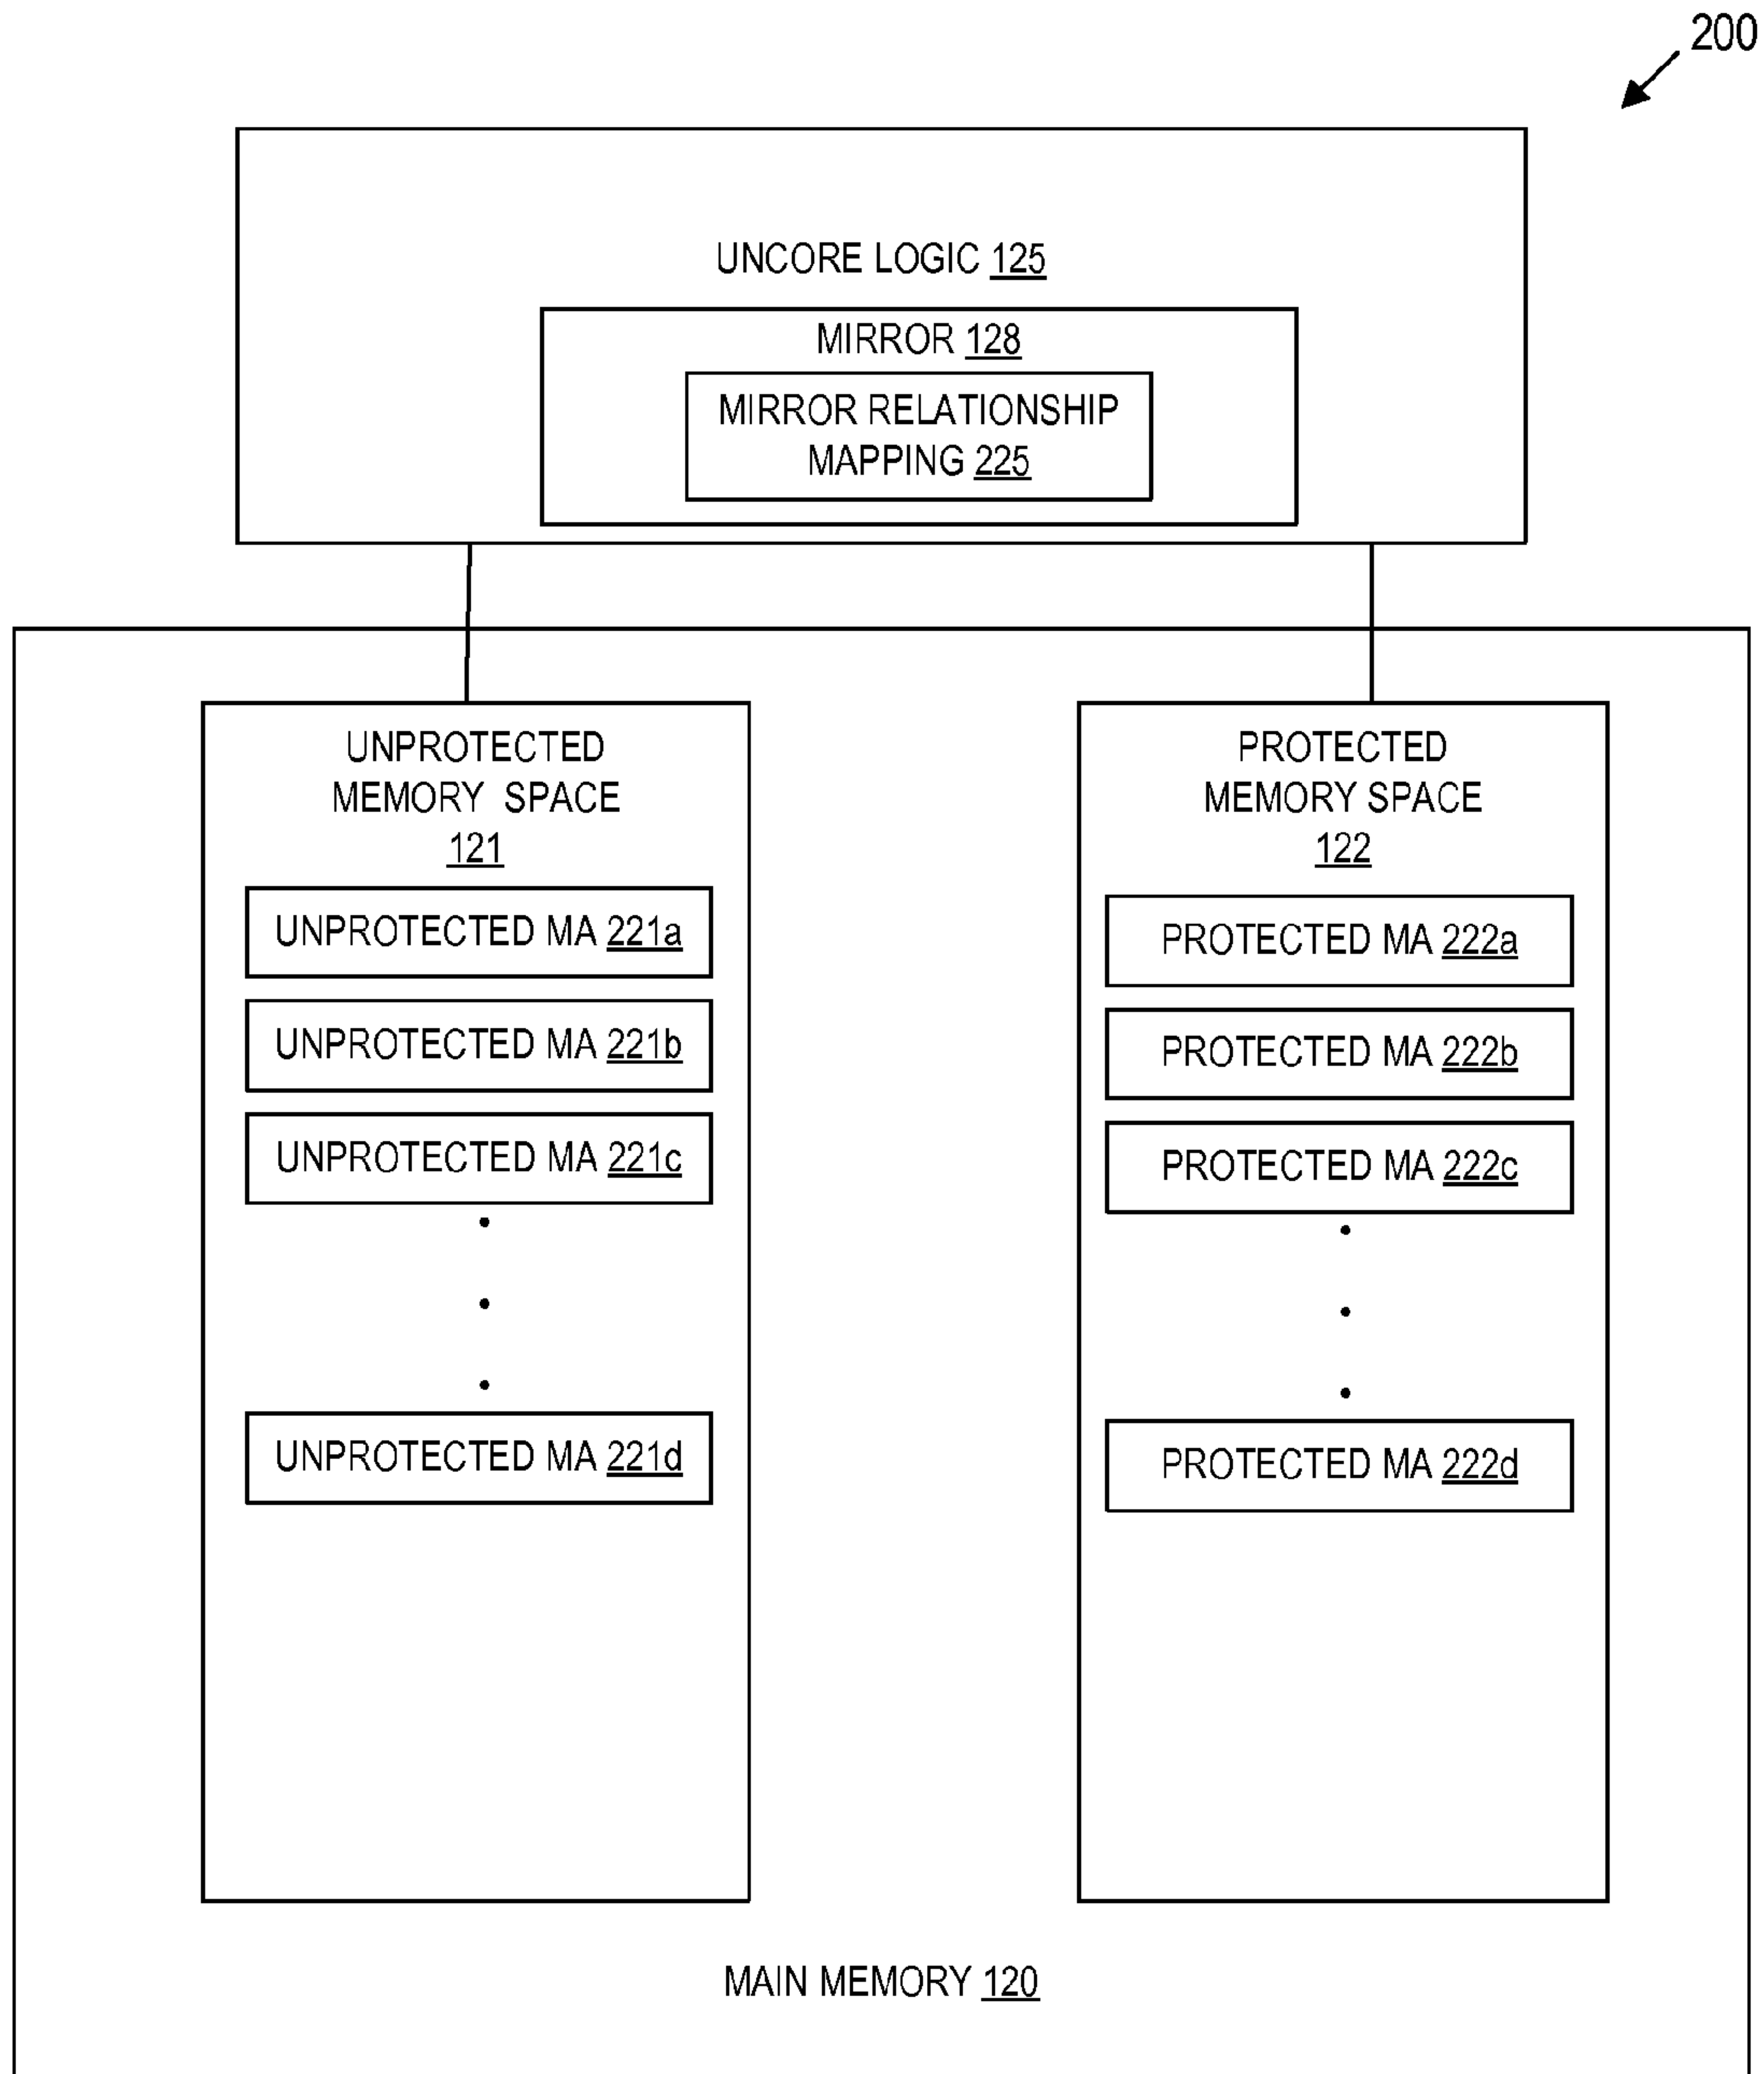 200
UNCORE LOGIC 125
MIRROR 128
MIRROR RELATIONSHIP
MAPPING 225
UNPROTECTED
MEMORY SPACE
121
UNPROTECTED MA 221a
UNPROTECTED MA 221b
UNPROTECTED MA 221c
UNPROTECTED MA 221d
PROTECTED
MEMORY SPACE
122
PROTECTED MA 222a
PROTECTED MA 222b
PROTECTED MA 222c
PROTECTED MA 222d
MAIN MEMORY 120